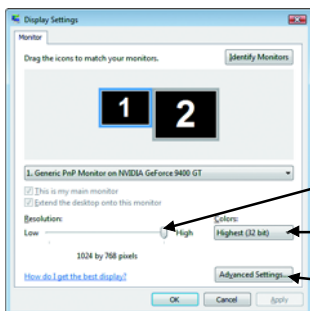 Display Settings
Monitor
Drag the icons to match your monitors.
Identify Monitors
1
2
1. Generic PnP Monitor on NVIDIA GeForce 9400 GT
This is my main monitor
Extend the desktop onto this monitor
Resolution:
Colors:
Low
High
Highest (32 bit)
1024 by 768 pixels
How do I get the best display?
Advanced Settings...
OK
Cancel
Apply